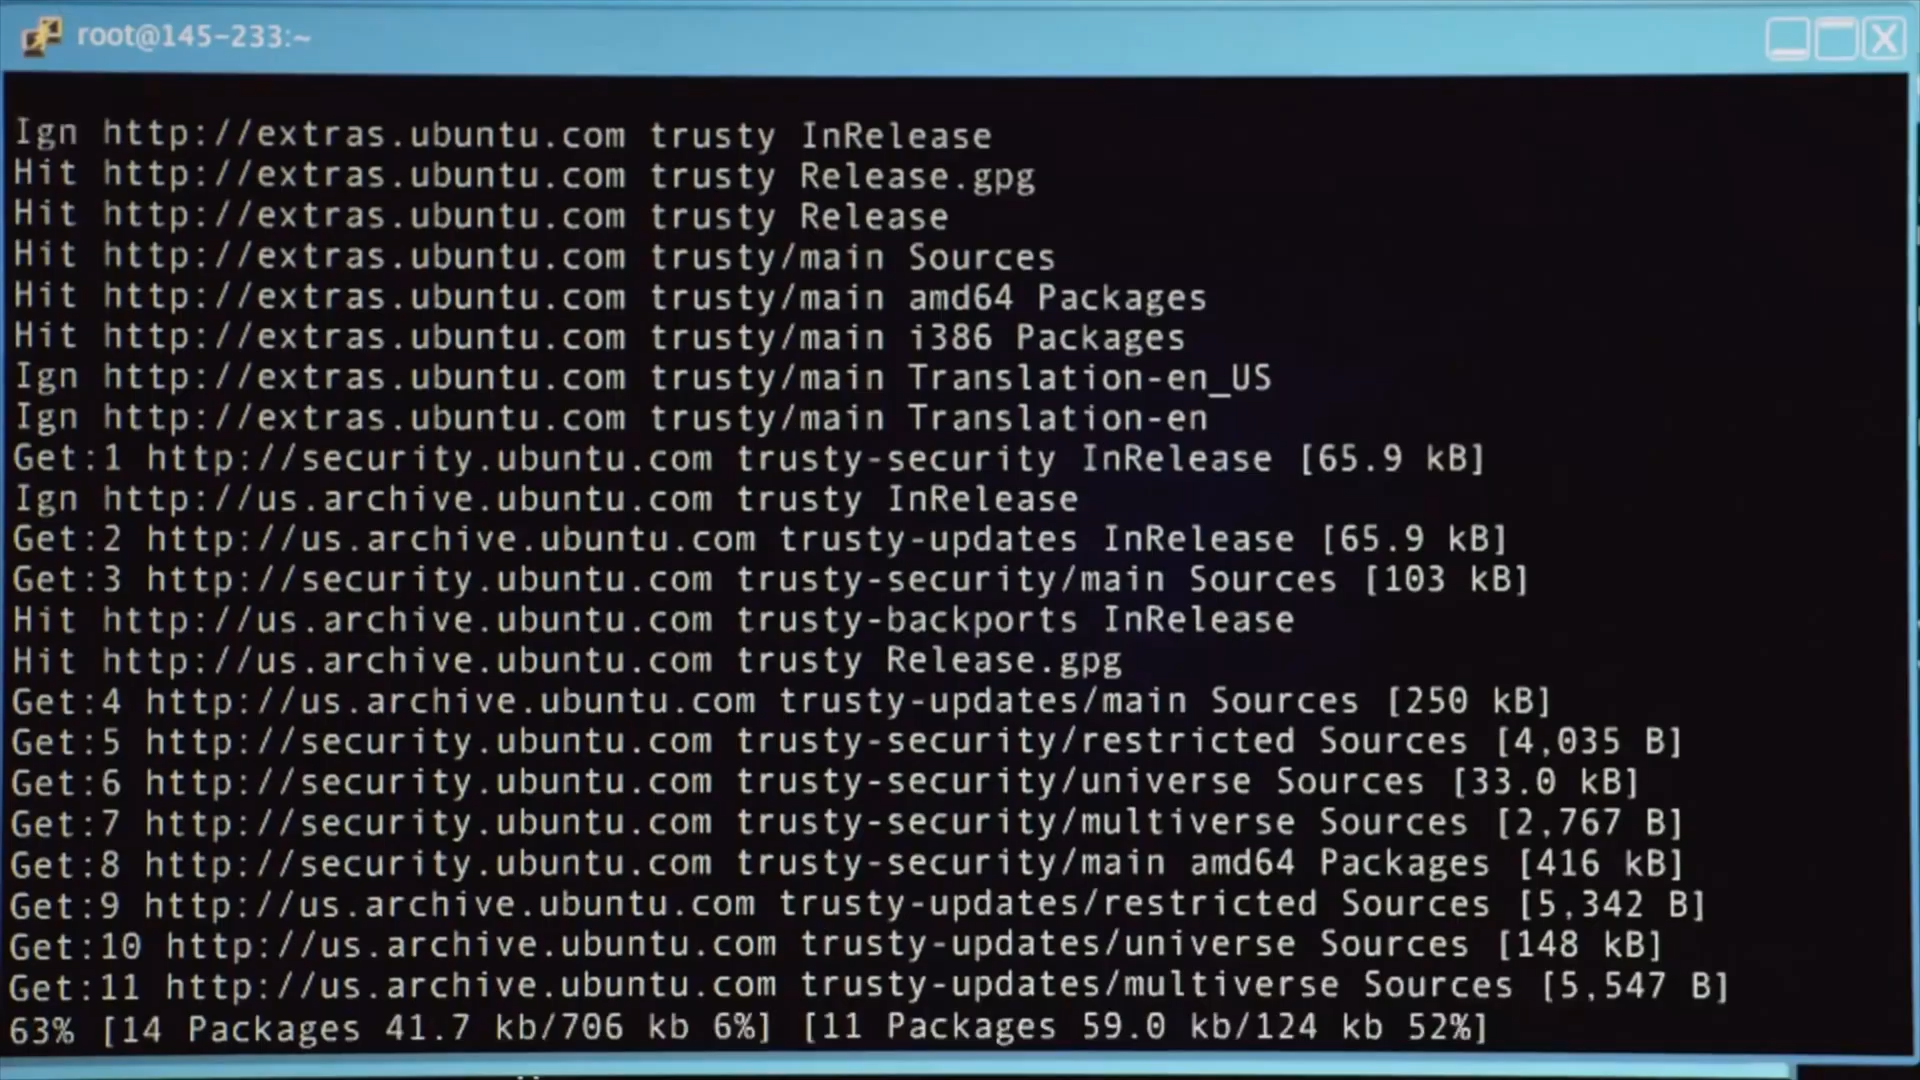 root@145-233:~
Ign http://extras.ubuntu.com trusty InRelease
Hit http://extras.ubuntu.com trusty Release.gpg
Hit http://extras.ubuntu.com trusty Release
Hit http://extras.ubuntu.com trusty/main Sources
Hit http://extras.ubuntu.com trusty/main amd64 Packages
Hit http://extras.ubuntu.com trusty/main i386 Packages
Ign http://extras.ubuntu.com trusty/main Translation-en_US
Ign http://extras.ubuntu.com trusty/main Translation-en
Get:1 http://security.ubuntu.com trusty-security InRelease [65.9 kB]
Ign http://us.archive.ubuntu.com trusty InRelease
Get:2 http://us.archive.ubuntu.com trusty-updates InRelease [65.9 kB]
Get:3 http://security.ubuntu.com trusty-security/main Sources [103 kB]
Hit http://us.archive.ubuntu.com trusty-backports InRelease
Hit http://us.archive.ubuntu.com trusty Release.gpg
Get:4 http://us.archive.ubuntu.com trusty-updates/main Sources [250 kB]
Get:5 http://security.ubuntu.com trusty-security/restricted Sources [4,035 B]
Get:6 http://security.ubuntu.com trusty-security/universe Sources [33.0 kB]
Get:7 http://security.ubuntu.com trusty-security/multiverse Sources [2,767 B]
Get:8 http://security.ubuntu.com trusty-security/main amd64 Packages [416 kB]
Get:9 http://us.archive.ubuntu.com trusty-updates/restricted Sources [5,342 B]
Get:10 http://us.archive.ubuntu.com trusty-updates/universe Sources [148 kB]
Get:11 http://us.archive.ubuntu.com trusty-updates/multiverse Sources [5,547 B]
63% [14 Packages 41.7 kb/706 kb 6%] [11 Packages 59.0 kb/124 kb 52%]